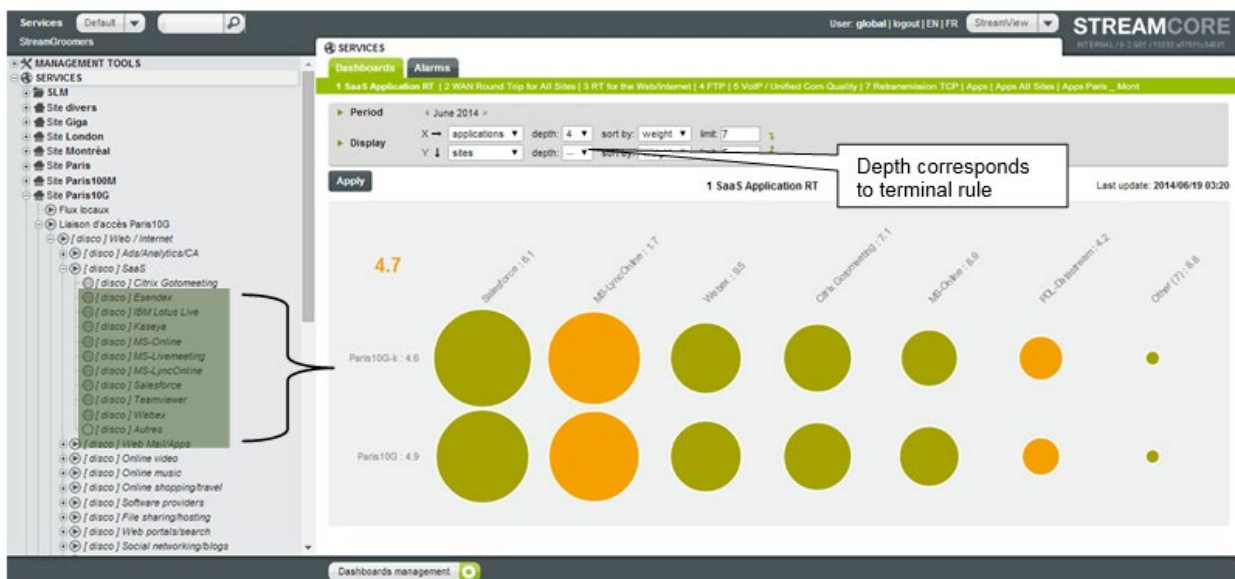 Services Default
User: global | logout | EN | FR StreamView
STREAMCORE
StreamGroomers
MANAGEMENT TOOLS
SERVICES
SLM
Site divers
Site Giga
Site London
Site Montréal
Site Paris
Site Paris100M
Site Paris10G
Flux locaux
Liaison d'accès Paris10G
[ disco ] Web / Internet
[ disco ] Ads/Analytics/CA
[ disco ] SaaS
[ disco ] Citrix Gotomeeting
[ disco ] Esendex
[ disco ] IBM Lotus Live
[ disco ] Kaseya
[ disco ] MS-Online
[ disco ] MS-Livemeeting
[ disco ] MS-LyncOnline
[ disco ] Salesforce
[ disco ] Teamviewer
[ disco ] Webex
[ disco ] Autres
[ disco ] Web Mail/Apps
[ disco ] Online video
[ disco ] Online music
[ disco ] Online shopping/travel
[ disco ] Software providers
[ disco ] File sharing/hosting
[ disco ] Web portals/search
[ disco ] Social networking/blogs
SERVICES
Dashboards Alarms
1 SaaS Application RT | 2 WAN Round Trip for All Sites | 3 RT for the Web/Internet | 4 FTP | 5 VoIP / Unified Com Quality | 7 Retransmission TCP | Apps | Apps All Sites | Apps Paris _ Mont
Period < June 2014 >
Display
X applications depth: 4 sort by: weight limit: 7
Y sites depth: -- sort by:
Depth corresponds
to terminal rule
Apply
1 SaaS Application RT
Last update: 2014/06/19 03:20
4.7
Salesforce : 6.1
MS-LyncOnline : 1.7
Webex : 9.5
Citrix Gotomeeting : 7.1
MS-Online : 8.9
POL-Datastream : 4.2
Other (7) : 8.8
Paris10G-k : 4.6
Paris10G : 4.9
Dashboards management